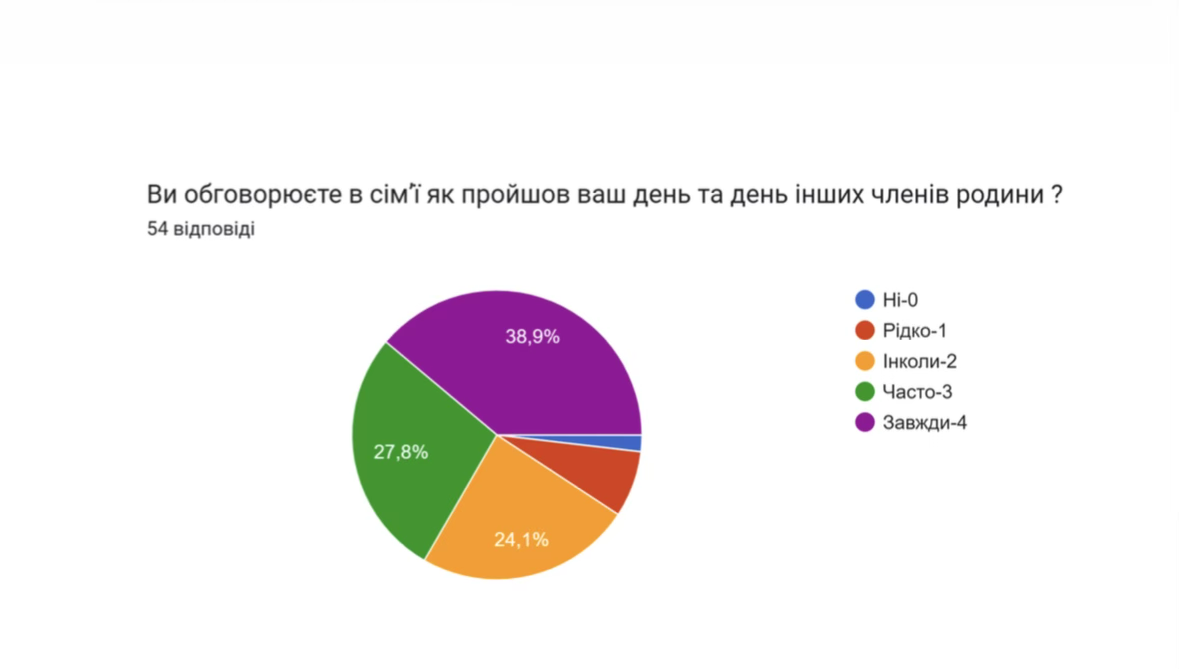 Ви обговорюєте в сім'ї як пройшов ваш день та день інших членів родини ?
54 відповіді
38,9%
27,8%
24,1%
Ні-0
Рідко-1
Інколи-2
Часто-3
Завжди-4